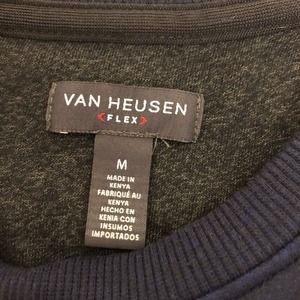 VAN HEUSEN
FLEX
M
MADE IN
KENYA
FABRIQUÉ AU
KENYA
HECHO EN
KENIA CON
INSUMOS
IMPORTADOS